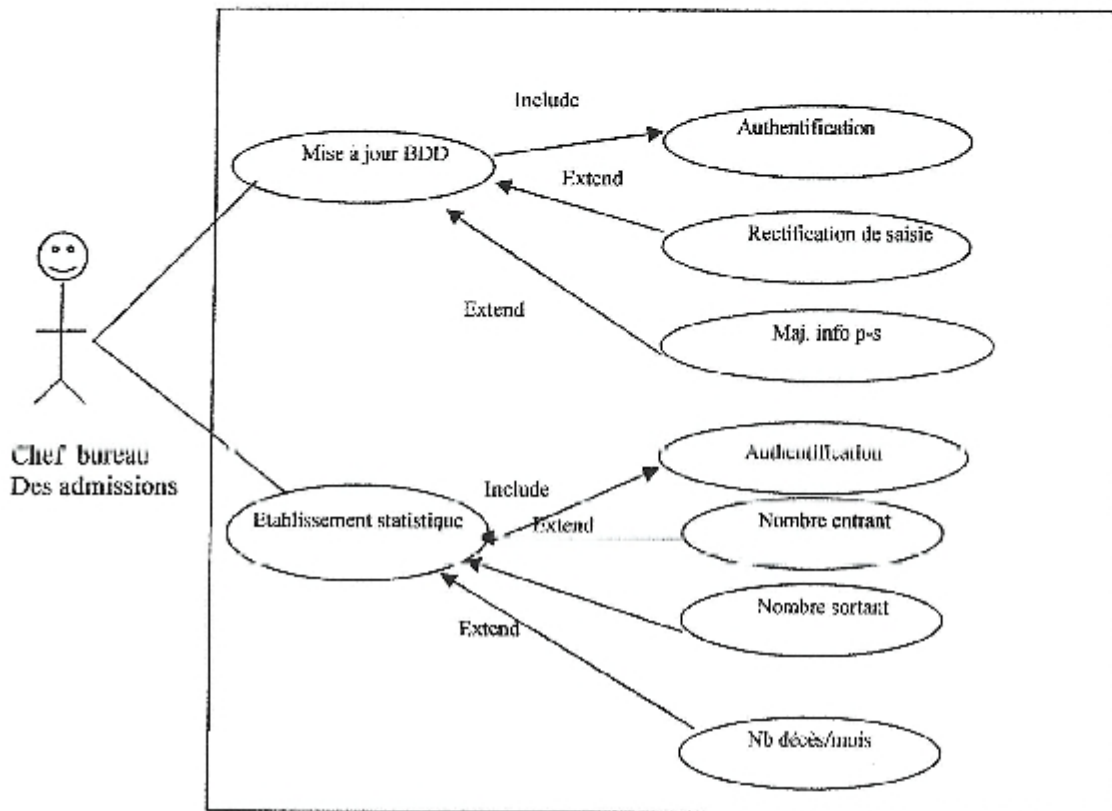 Include
Authentification
Mise à jour BDD
Extend
Rectification de saisie
Extend
Maj. info p-s
Chef bureau
Des admissions
Authentification
Include
Etablissement statistique
Extend
Nombre entrant
Nombre sortant
Extend
Nb décès/mois